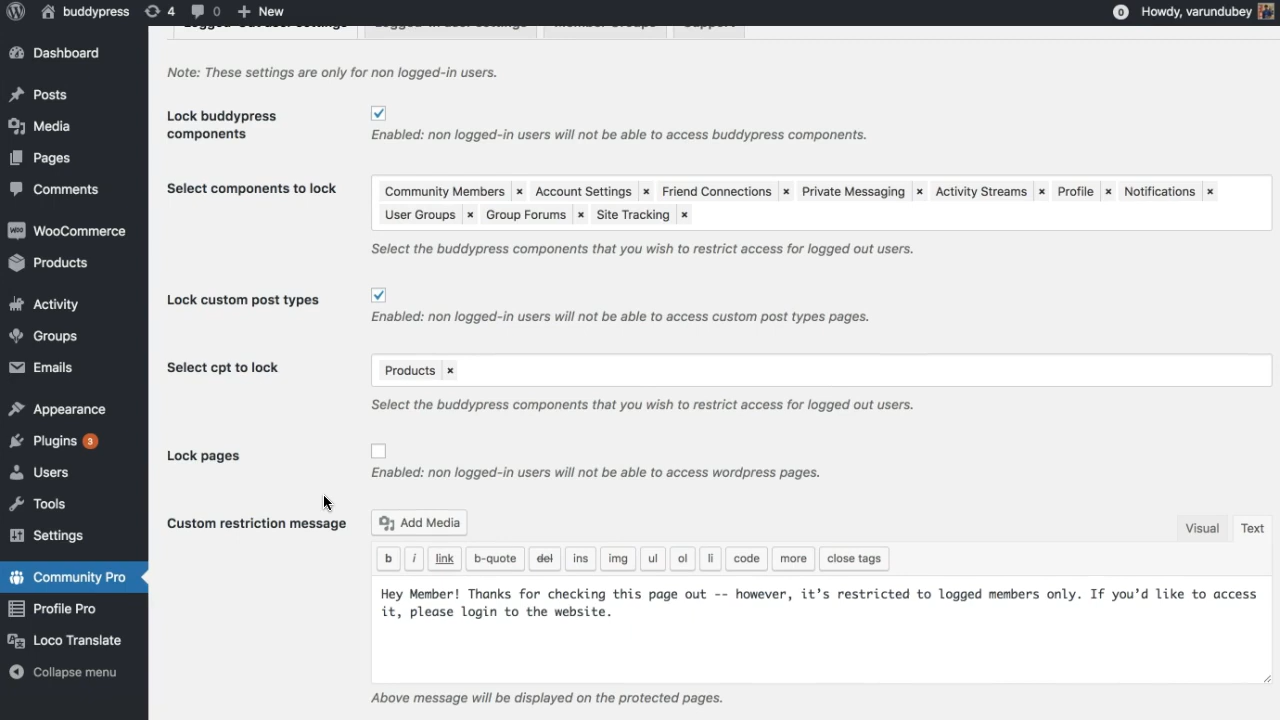 buddypress 4 0 New 0 Howdy, varundubey
Dashboard
Posts
Media
Pages
Comments
WooCommerce
Products
Activity
Groups
Emails
Appearance
Plugins 3
Users
Tools
Settings
Community Pro
Profile Pro
Loco Translate
Collapse menu
Support
Note: These settings are only for non logged-in users.
Lock buddypress
components
Enabled: non logged-in users will not be able to access buddypress components.
Select components to lock
Community Members × Account Settings × Friend Connections × Private Messaging × Activity Streams × Profile × Notifications ×
User Groups × Group Forums × Site Tracking ×
Select the buddypress components that you wish to restrict access for logged out users.
Lock custom post types
Enabled: non logged-in users will not be able to access custom post types pages.
Select cpt to lock
Products ×
Select the buddypress components that you wish to restrict access for logged out users.
Lock pages
Enabled: non logged-in users will not be able to access wordpress pages.
Custom restriction message
Add Media
Visual Text
b i link b-quote del ins img ul ol li code more close tags
Hey Member! Thanks for checking this page out -- however, it’s restricted to logged members only. If you’d like to access
it, please login to the website.
Above message will be displayed on the protected pages.